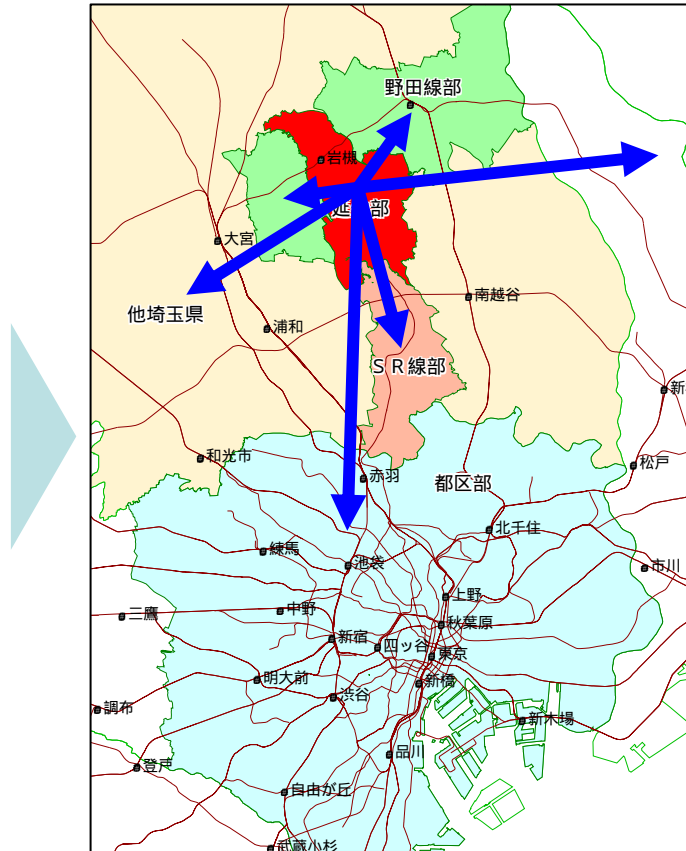 野田線部
岩槻
延伸部
大宮
南越谷
他埼玉県
浦和
ＳＲ線部
新
和光市
松戸
赤羽
都区部
北千住
練馬
池袋
市川
上野
中野
三鷹
秋葉原
新宿
四ッ谷
東京
明大前
新橋
渋谷
調布
新木場
品川
登戸
自由が丘
武蔵小杉